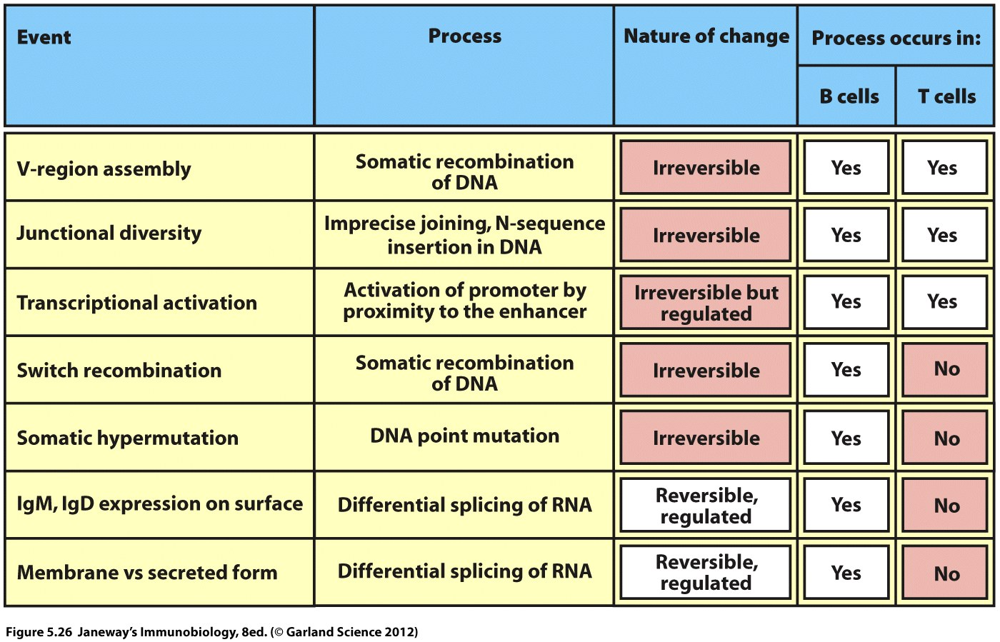 Event
Process
Nature of change
Process occurs in:
B cells
T cells
V-region assembly
Somatic recombination
of DNA
Irreversible
Yes
Yes
Junctional diversity
Imprecise joining, N-sequence
insertion in DNA
Irreversible
Yes
Yes
Transcriptional activation
Activation of promoter by
proximity to the enhancer
Irreversible but
regulated
Yes
Yes
Switch recombination
Somatic recombination
of DNA
Irreversible
Yes
No
Somatic hypermutation
DNA point mutation
Irreversible
Yes
No
IgM, IgD expression on surface
Differential splicing of RNA
Reversible,
regulated
Yes
No
Membrane vs secreted form
Differential splicing of RNA
Reversible,
regulated
Yes
No
Figure 5.26 Janeway’s Immunobiology, 8ed. (© Garland Science 2012)